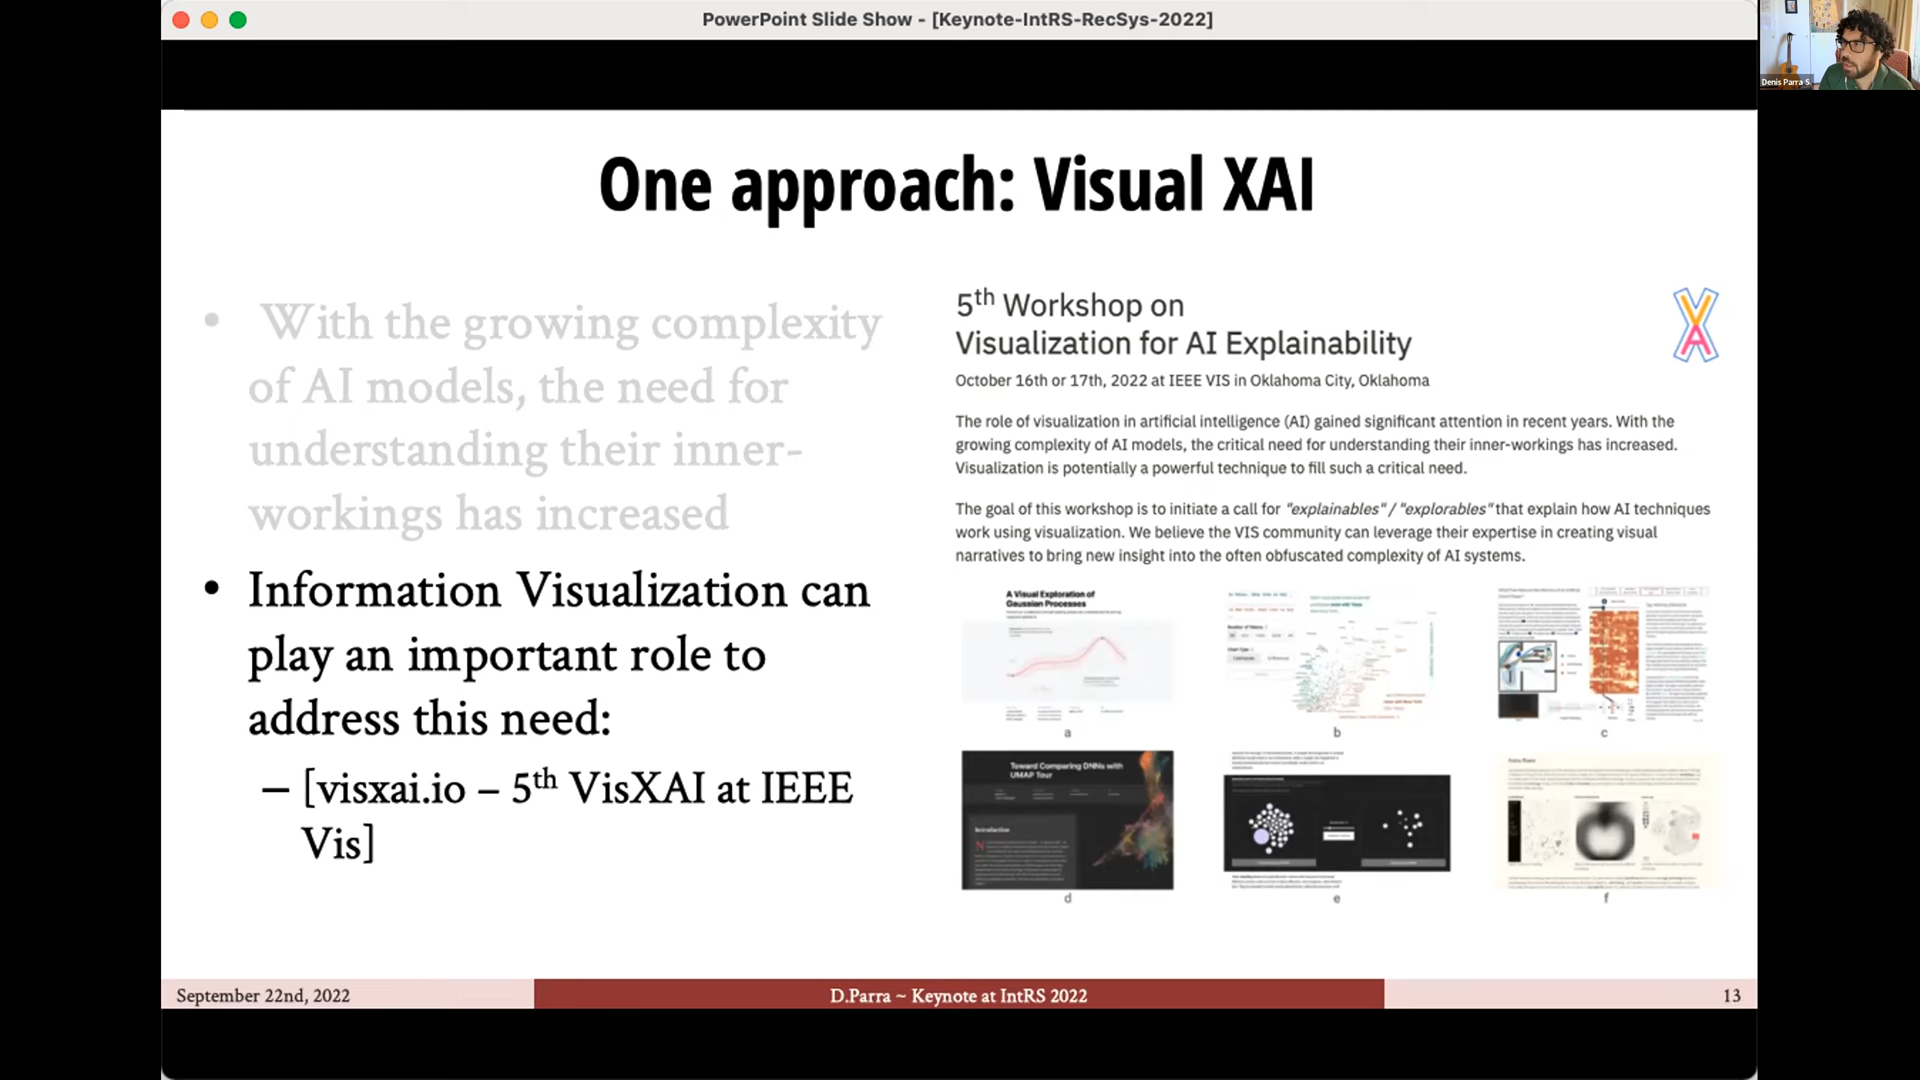 PowerPoint Slide Show - [Keynote-IntRS-RecSys-2022]
Denis Parra S.
One approach: Visual XAI
• With the growing complexity
of AI models, the need for
understanding their inner-
workings has increased
• Information Visualization can
play an important role to
address this need:
– [visxai.io – 5th VisXAI at IEEE
Vis]
5th Workshop on
Visualization for AI Explainability
October 16th or 17th, 2022 at IEEE VIS in Oklahoma City, Oklahoma
The role of visualization in artificial intelligence (AI) gained significant attention in recent years. With the
growing complexity of AI models, the critical need for understanding their inner-workings has increased.
Visualization is potentially a powerful technique to fill such a critical need.
The goal of this workshop is to initiate a call for "explainables" / "explorables" that explain how AI techniques
work using visualization. We believe the VIS community can leverage their expertise in creating visual
narratives to bring new insight into the often obfuscated complexity of AI systems.
A Visual Exploration of
Gaussian Processes
a
b
c
Toward Comparing DNNs with
UMAP Tour
Introduction
d
e
f
September 22nd, 2022
D.Parra ~ Keynote at IntRS 2022
13